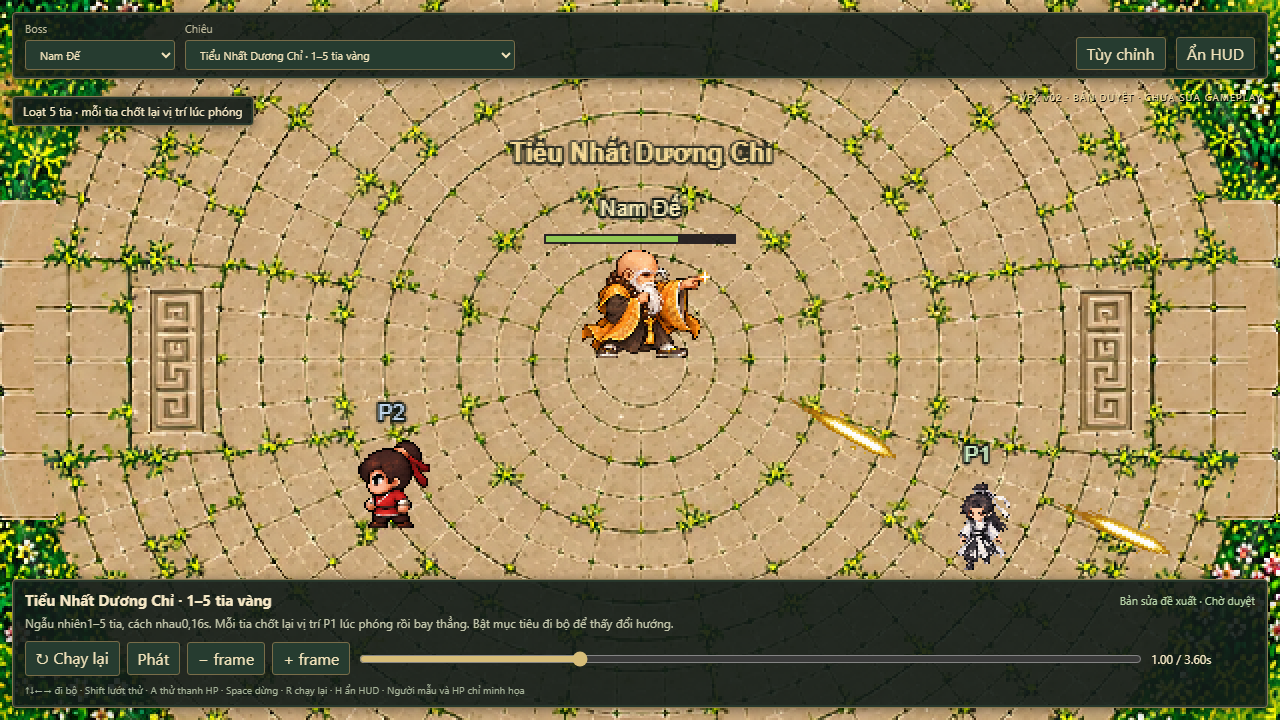 Boss
Chiêu
Nam Đế
Tiểu Nhất Dương Chỉ · 1–5 tia vàng
Tùy chỉnh
Ẩn HUD
VFX V02 · BẢN DUYỆT · CHƯA SỬA GAMEPLAY
Loạt 5 tia · mỗi tia chốt lại vị trí lúc phóng
Tiểu Nhất Dương Chỉ
Nam Đế
P2
P1
Tiểu Nhất Dương Chỉ · 1–5 tia vàng
Bản sửa đề xuất · Chờ duyệt
Ngẫu nhiên1–5 tia, cách nhau0,16s. Mỗi tia chốt lại vị trí P1 lúc phóng rồi bay thẳng. Bật mục tiêu đi bộ để thấy đổi hướng.
↻ Chạy lại
Phát
− frame
+ frame
1.00 / 3.60s
↑↓←→ đi bộ · Shift lướt thử · A thử thanh HP · Space dừng · R chạy lại · H ẩn HUD · Người mẫu và HP chỉ minh họa